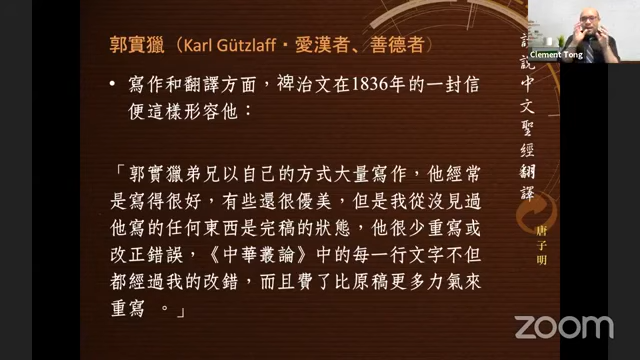 郭實獵（Karl Gützlaff‧愛漢者、善德者）
• 寫作和翻譯方面，裨治文在1836年的一封信
便這樣形容他：
「郭實獵弟兄以自己的方式大量寫作，他經常
是寫得很好，有些還很優美，但是我從沒見過
他寫的任何東西是完稿的狀態，他很少重寫或
改正錯誤，《中華叢論》中的每一行文字不但
都經過我的改錯，而且費了比原稿更多力氣來
重寫 。」
說中文聖經翻譯
唐子明
Clement Tong
zoom